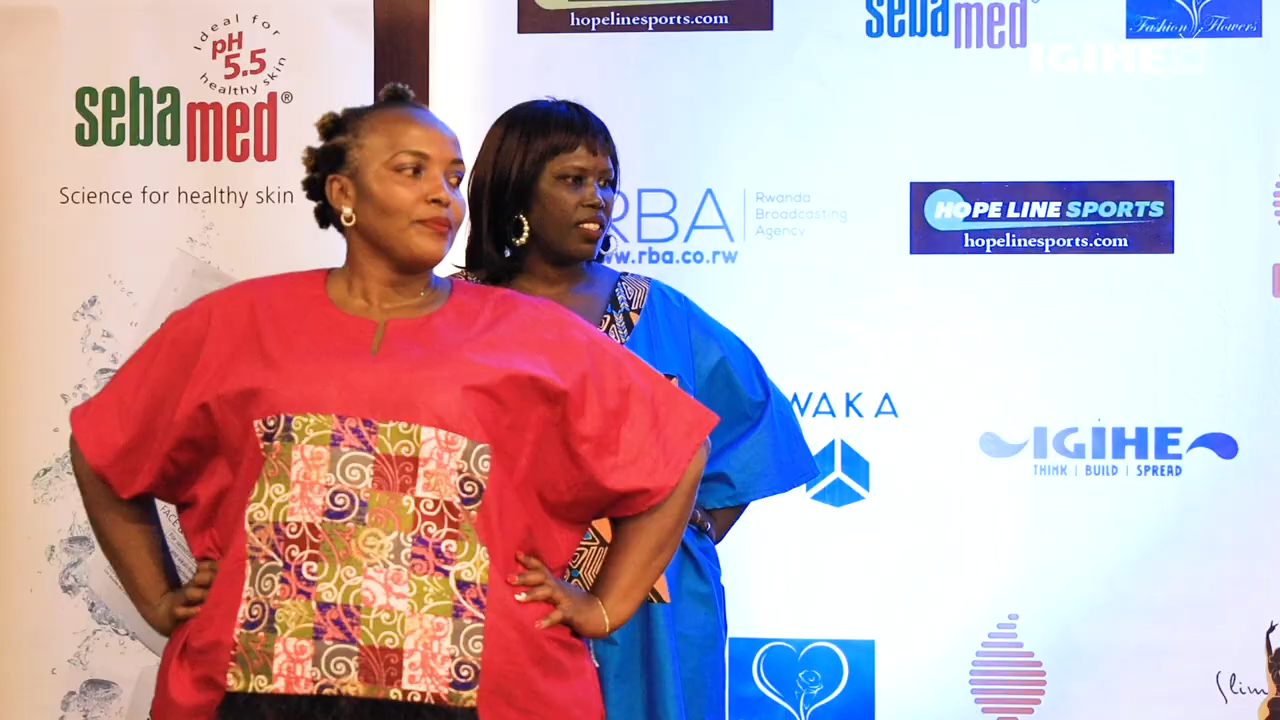 Ideal for
pH
5.5
healthy skin
sebamed®
Science for healthy skin
hopelinesports.com
sebamed®
Fashion Flowers
IGIHE
RBA
Rwanda
Broadcasting
Agency
w.rba.co.rw
HOPE LINE SPORTS
hopelinesports.com
WAKA
IGIHE
THINK | BUILD | SPREAD
Slim